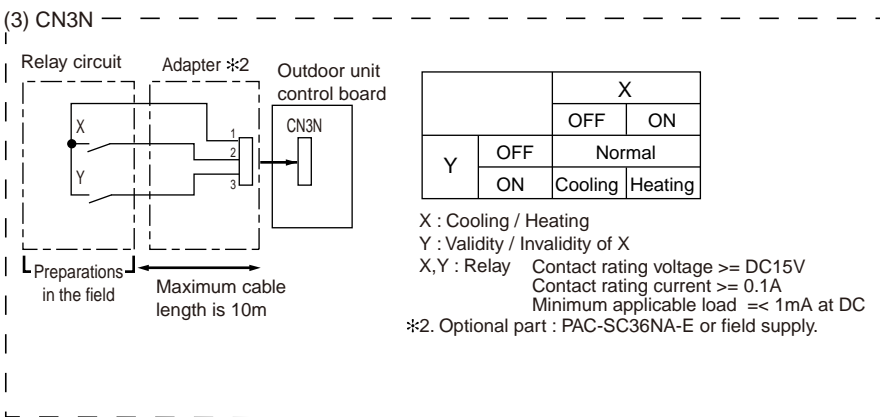 (3) CN3N
Relay circuit
Adapter ✻2
Outdoor unit
control board
X
Y
1
2
3
CN3N
Preparations
in the field
Maximum cable
length is 10m
X
OFF ON
Y OFF Normal
ON Cooling Heating
X : Cooling / Heating
Y : Validity / Invalidity of X
X,Y : Relay Contact rating voltage >= DC15V
Contact rating current >= 0.1A
Minimum applicable load =< 1mA at DC
✻2. Optional part : PAC-SC36NA-E or field supply.